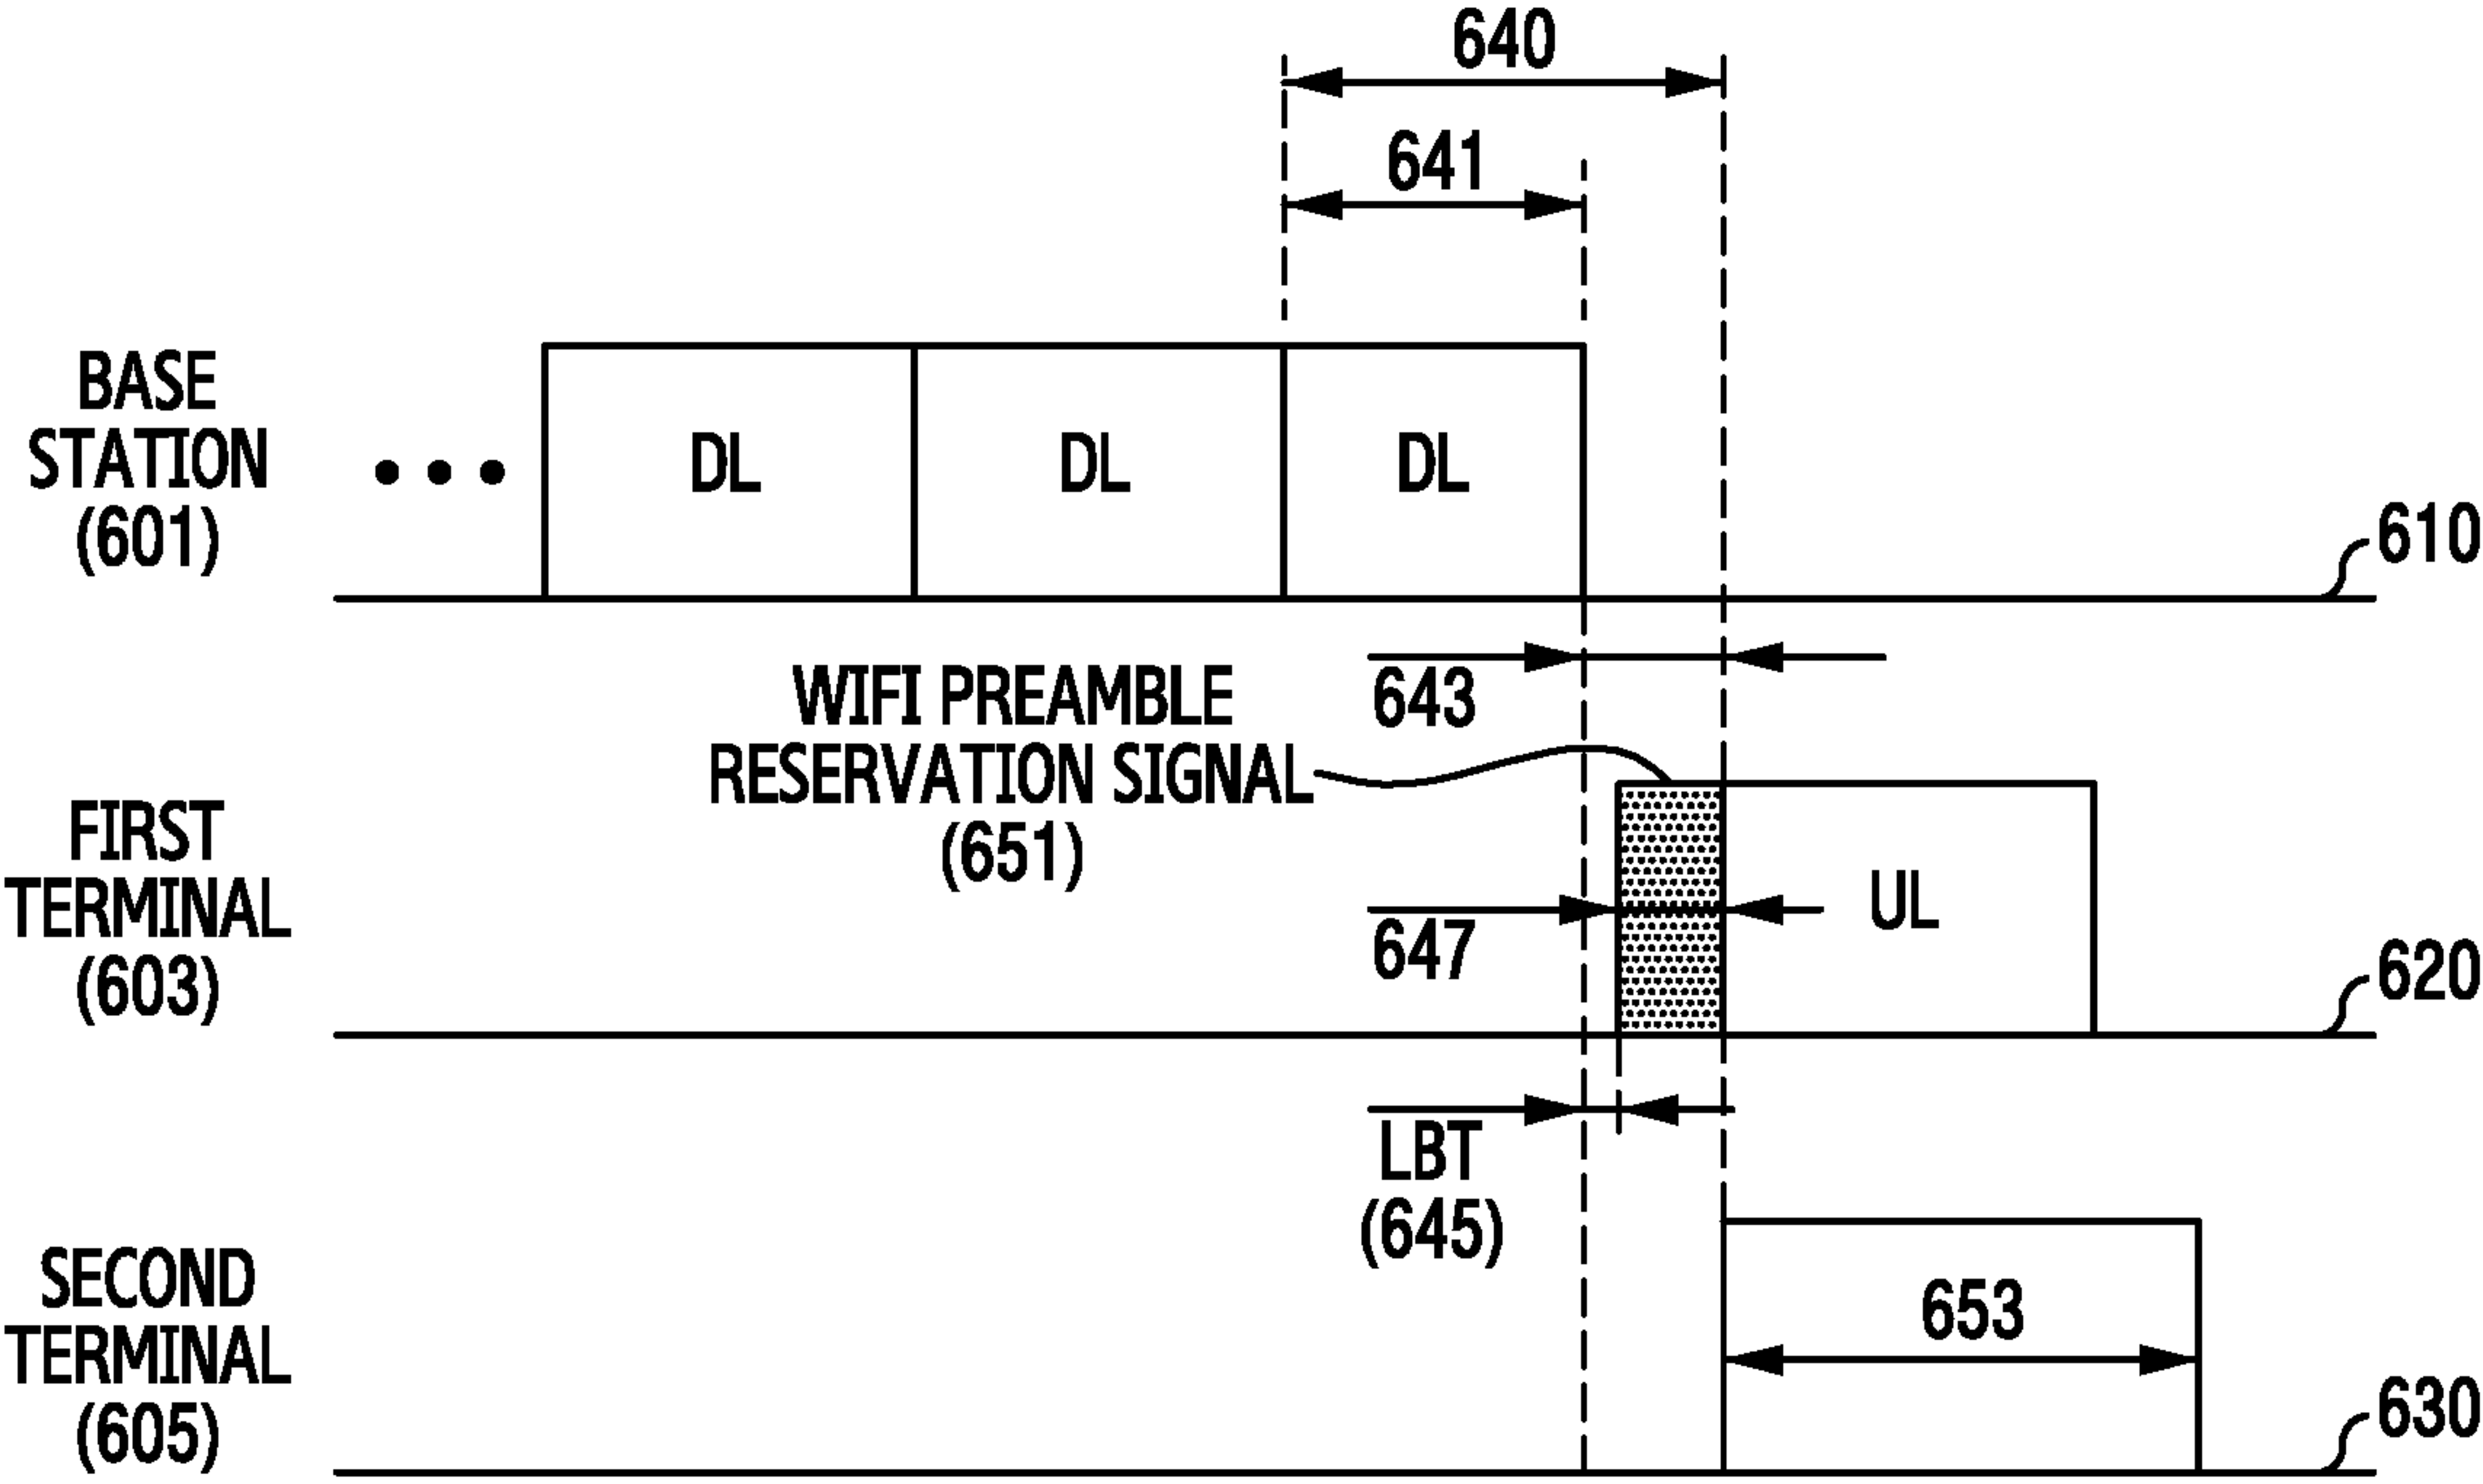 640
641
BASE
STATION
(601)
DL
DL
DL
610
WIFI PREAMBLE
RESERVATION SIGNAL
(651)
643
FIRST
TERMINAL
(603)
647
UL
620
LBT
(645)
SECOND
TERMINAL
(605)
653
630